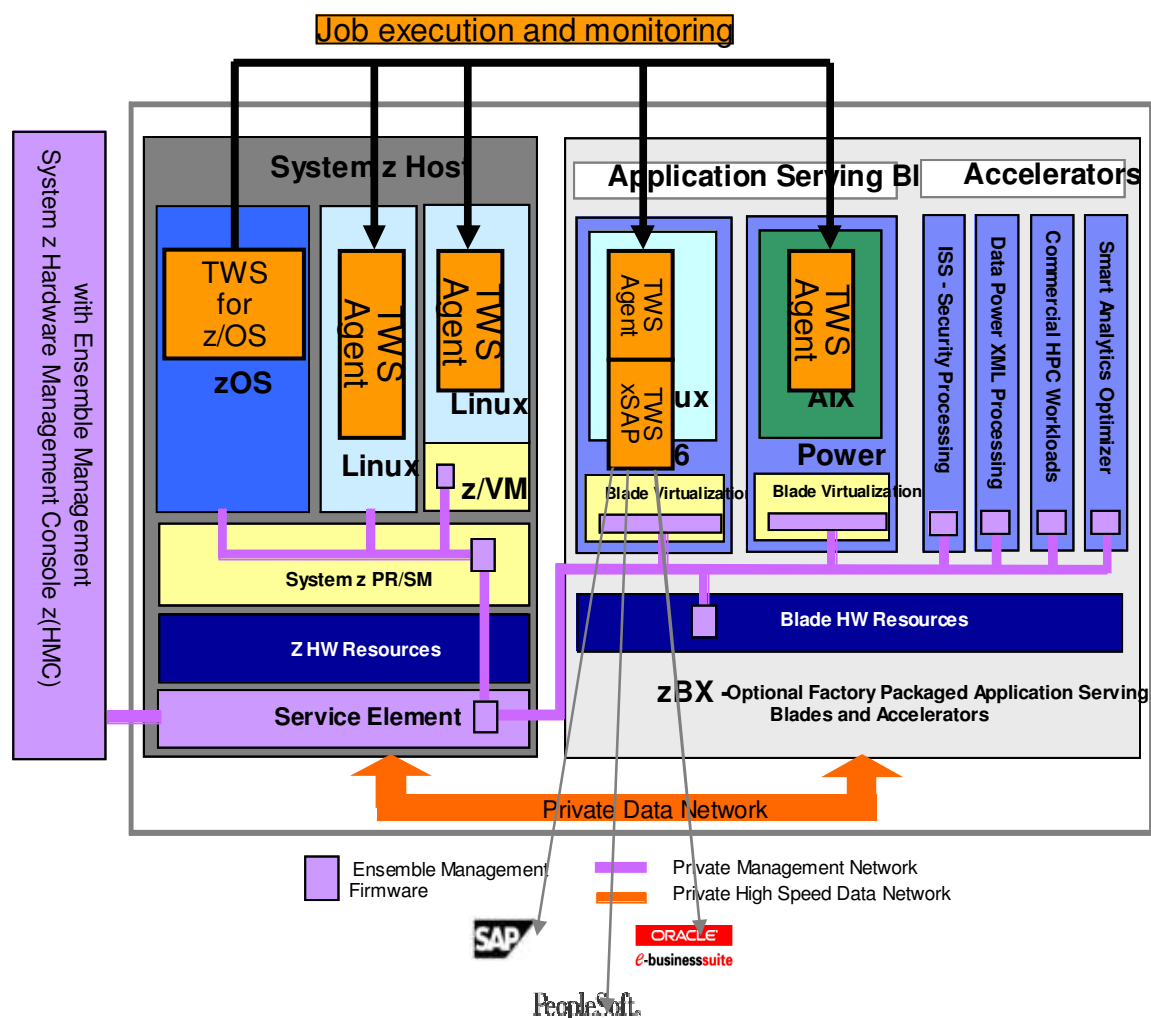 Job execution and monitoring
System z Hardware Management Console z(HMC)
with Ensemble Management
System z Host
TWS
for
z/OS
zOS
TWS
Agent
Linux
TWS
Agent
Linux
z/VM
System z PR/SM
Z HW Resources
Service Element
Application Serving Bl
Accelerators
TWS
Agent
TWS
xSAP
ux
6
Blade Virtualization
TWS
Agent
AIX
Power
Blade Virtualization
ISS - Security Processing
Data Power XML Processing
Commercial HPC Workloads
Smart Analytics Optimizer
Blade HW Resources
zBX -Optional Factory Packaged Application Serving
Blades and Accelerators
Private Data Network
Ensemble Management
Firmware
Private Management Network
Private High Speed Data Network
SAP
ORACLE
e-businesssuite
PeopleSoft.